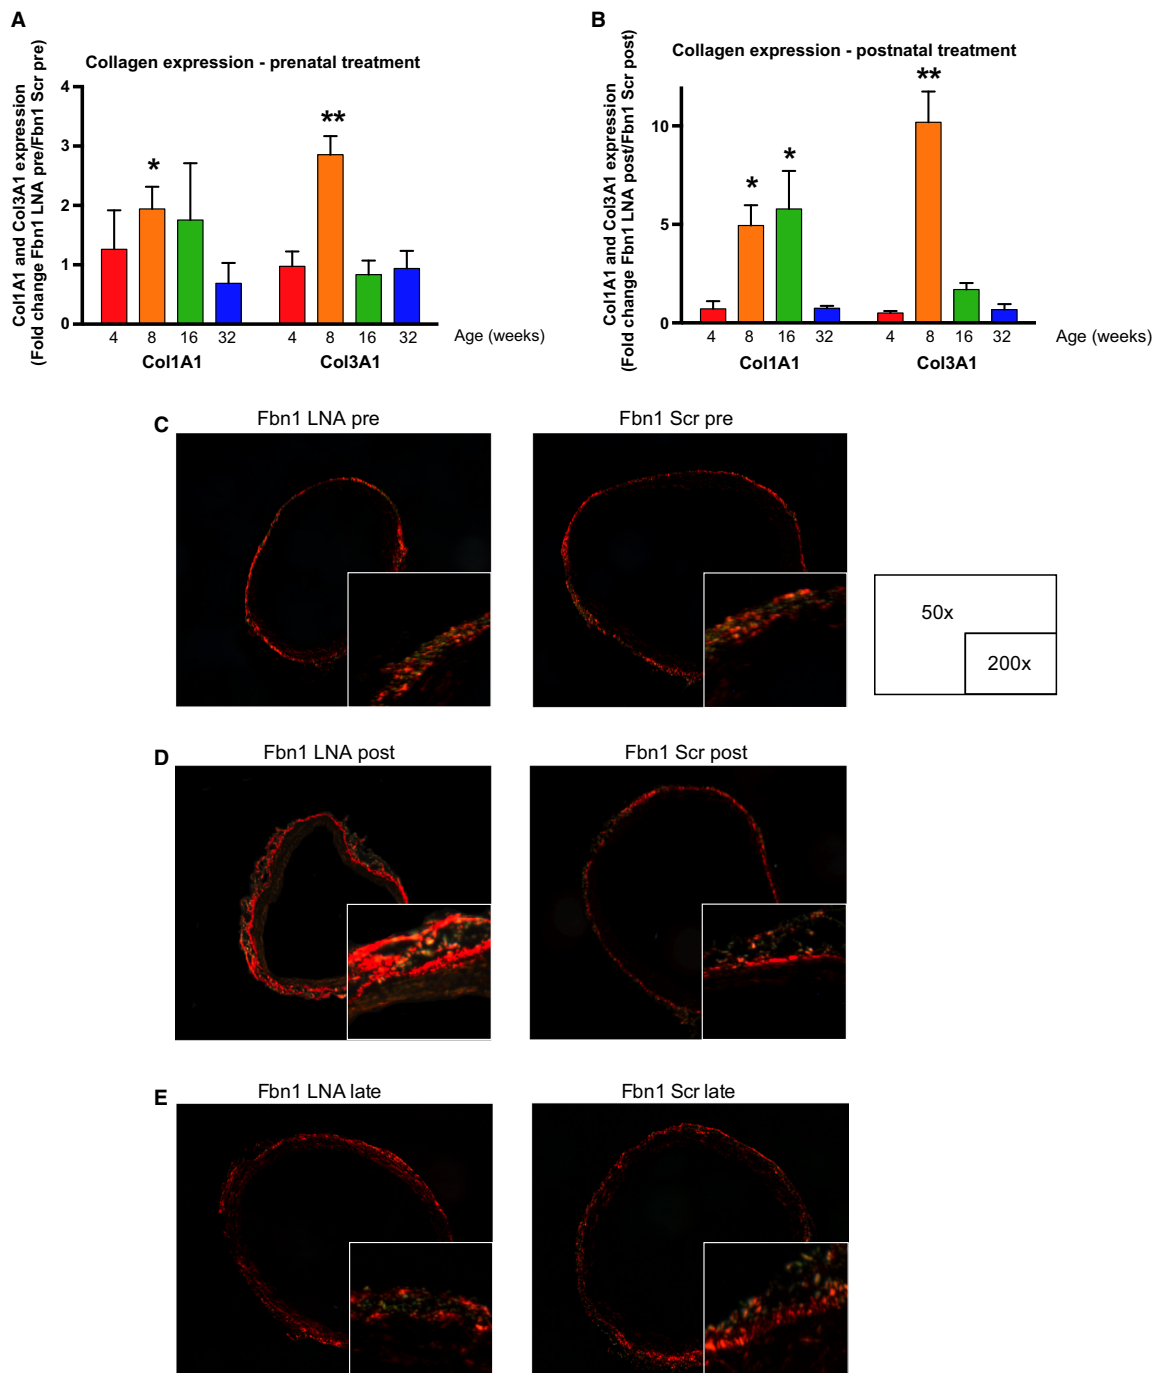 A
Collagen expression - prenatal treatment
Col1A1 and Col3A1 expression
(Fold change Fbn1 LNA pre/Fbn1 Scr pre)
4
3
2
1
0
*
**
4 8 16 32 4 8 16 32 Age (weeks)
Col1A1 Col3A1
B
Collagen expression - postnatal treatment
Col1A1 and Col3A1 expression
(Fold change Fbn1 LNA post/Fbn1 Scr post)
10
5
0
*
*
**
4 8 16 32 4 8 16 32 Age (weeks)
Col1A1 Col3A1
C
Fbn1 LNA pre
Fbn1 Scr pre
50x
200x
D
Fbn1 LNA post
Fbn1 Scr post
E
Fbn1 LNA late
Fbn1 Scr late